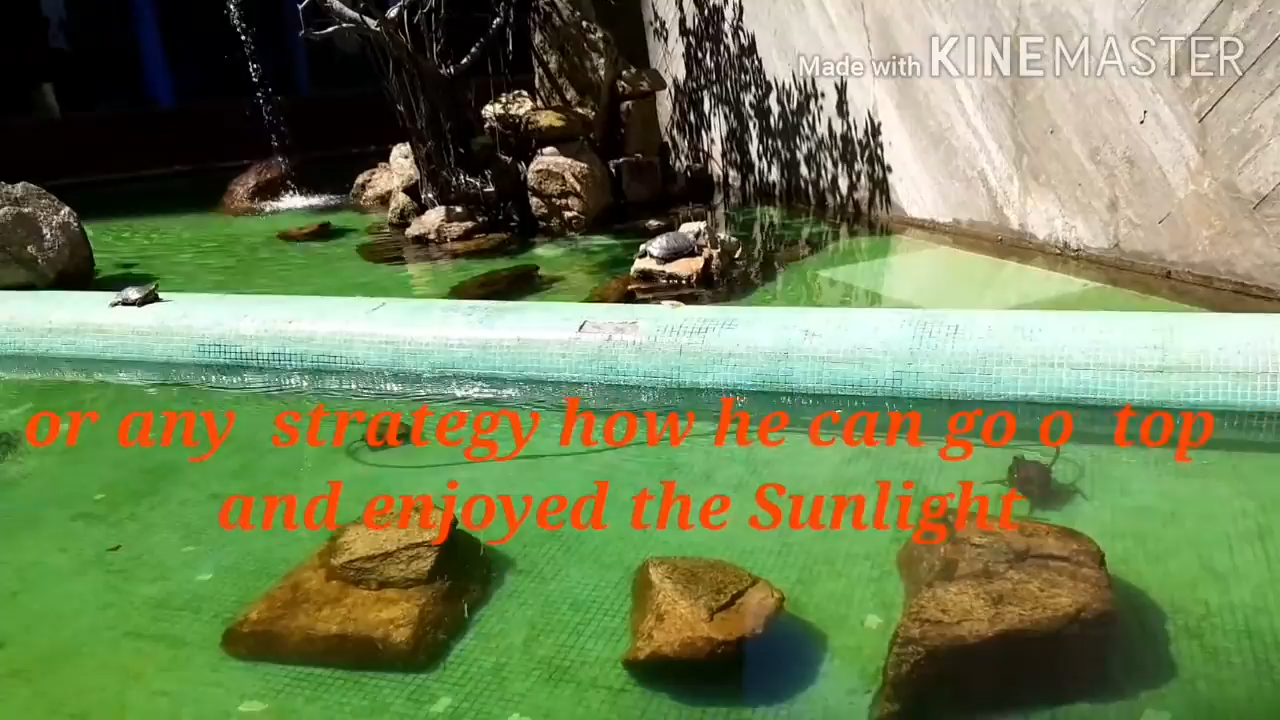 Made with KINEMASTER
or any strategy how he can go o top
and enjoyed the Sunlight